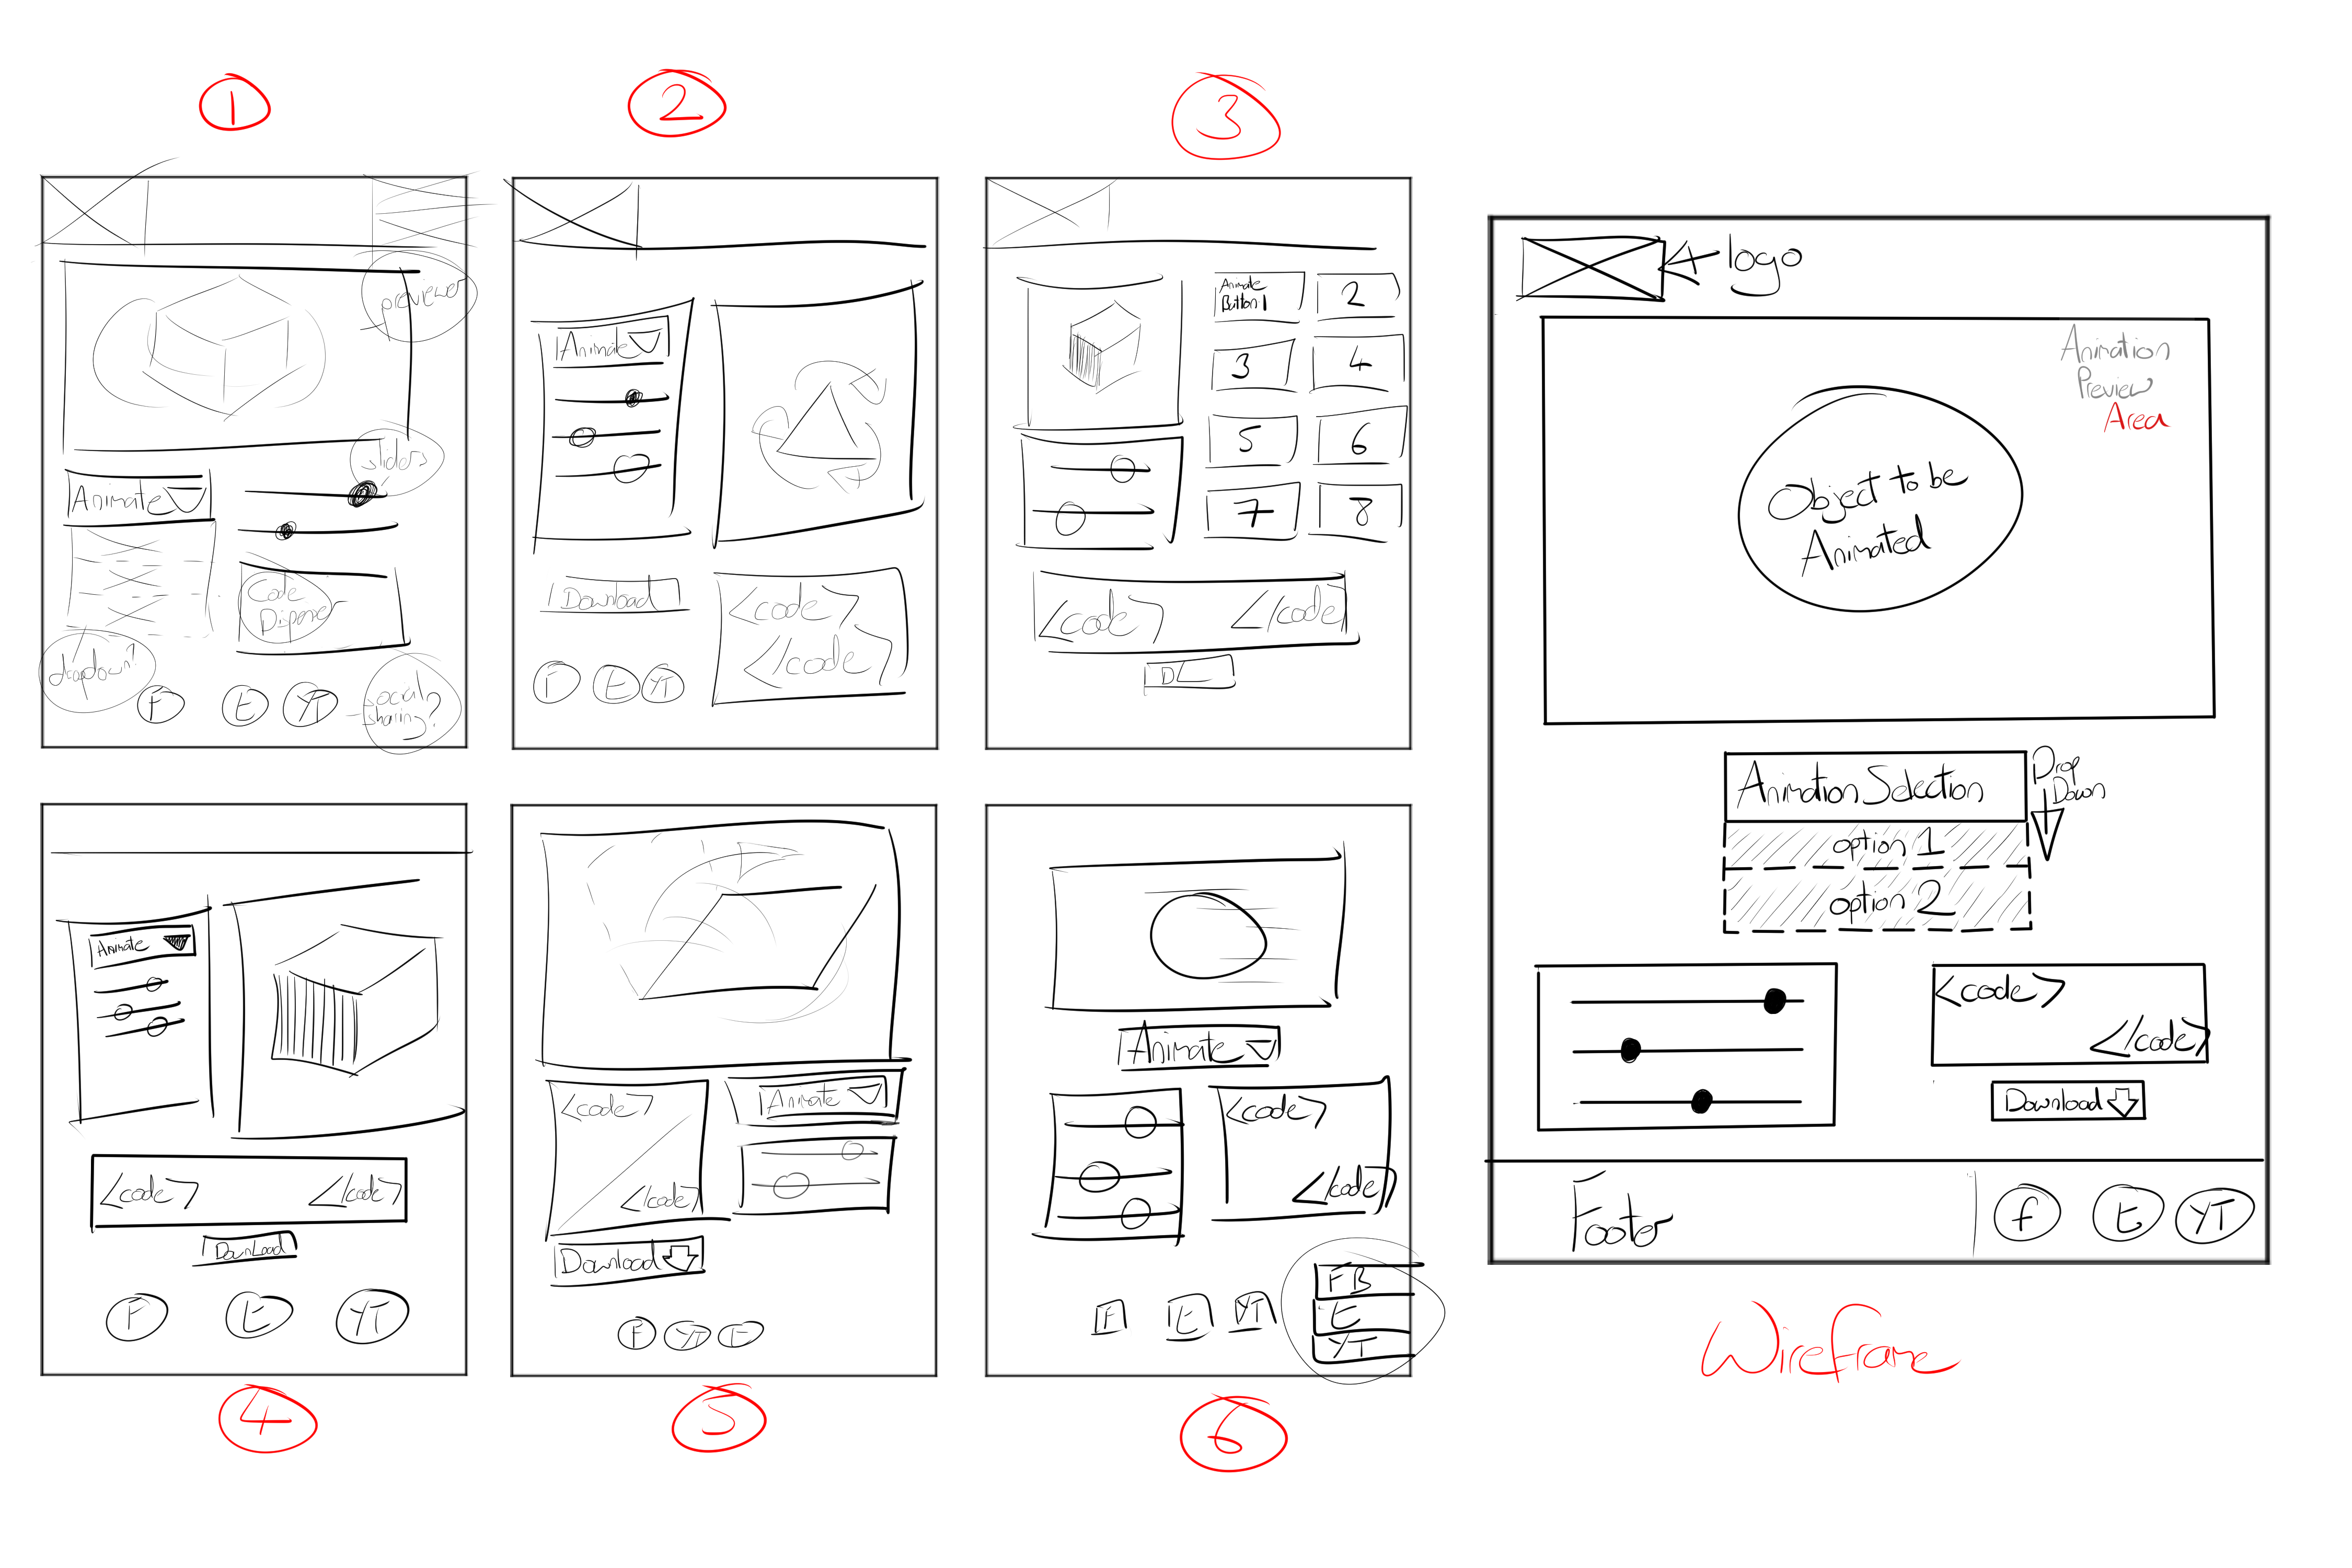 1
previewer
sliders
Animate
Code
dropdown?
F
t
YT
social
sharing?
2
Animate
Download
<code>
</code>
F
t
YT
3
Animate
Button 1
2
3
4
5
6
7
8
<code>
</code>
DL
4
Animate
<code>
</code>
Download
F
t
YT
5
<code>
</code>
Animate
Download
F
YT
t
6
Animate
<code>
</code>
F
t
YT
FB
t
YT
logo
Animation
Preview
Area
Object to be
Animated
Animation Selection
Drop
Down
option 1
option 2
<code>
</code>
Download
Footer
f
t
YT
Wireframe